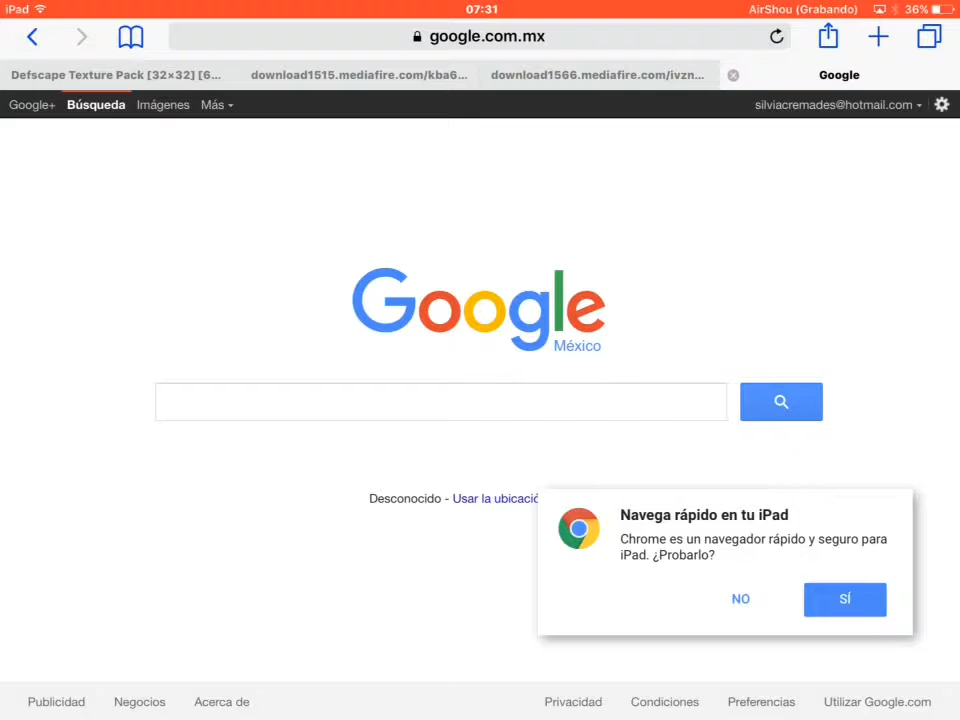 iPad 07:31 AirShou (Grabando) 36%
google.com.mx
Defscape Texture Pack [32×32] [6... download1515.mediafire.com/kba6... download1566.mediafire.com/ivzn... Google
Google+ Búsqueda Imágenes Más silviacremades@hotmail.com
Google
México
Desconocido - Usar la ubicació
Navega rápido en tu iPad
Chrome es un navegador rápido y seguro para
iPad. ¿Probarlo?
NO SÍ
Publicidad Negocios Acerca de Privacidad Condiciones Preferencias Utilizar Google.com